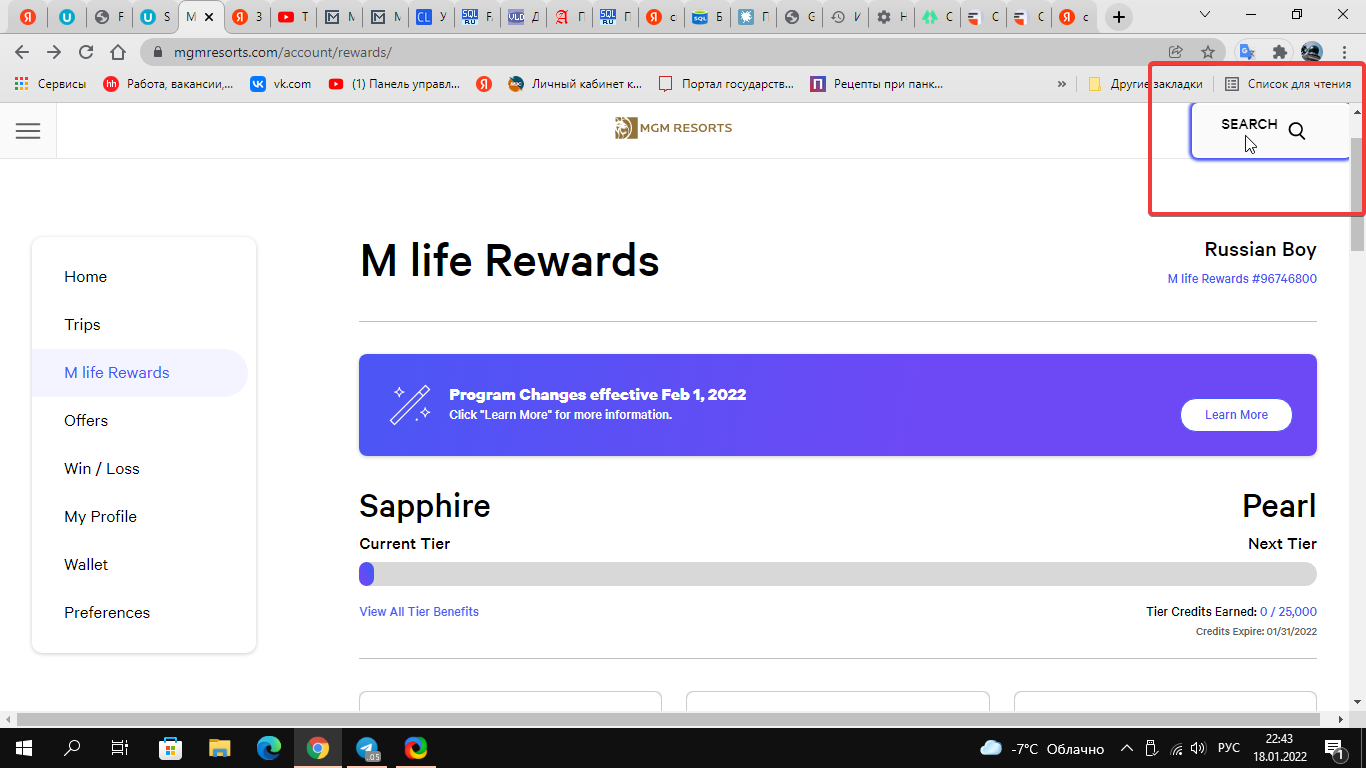 mgmresorts.com/account/rewards/
Сервисы
hh Работа, вакансии,...
vk.com
(1) Панель управл...
Я
Личный кабинет к...
Портал государств...
Рецепты при панк...
»
Другие закладки
Список для чтения
MGM RESORTS
SEARCH
Home
Trips
M life Rewards
Offers
Win / Loss
My Profile
Wallet
Preferences
M life Rewards
Russian Boy
M life Rewards #96746800
Program Changes effective Feb 1, 2022
Click "Learn More" for more information.
Learn More
Sapphire
Pearl
Current Tier
Next Tier
View All Tier Benefits
Tier Credits Earned: 0 / 25,000
Credits Expire: 01/31/2022
-7°C Облачно
РУС
22:43
18.01.2022
1